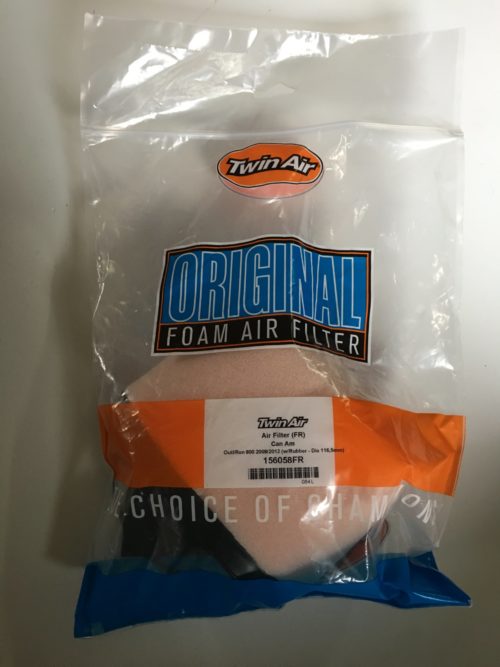 Twin Air
ORIGINAL
FOAM AIR FILTER
Twin Air
Air Filter (FR)
Can Am
Outl/Ren 800 2009/2012 (w/Rubber - Dia 116,5mm)
156058FR
CHOICE OF CHAM